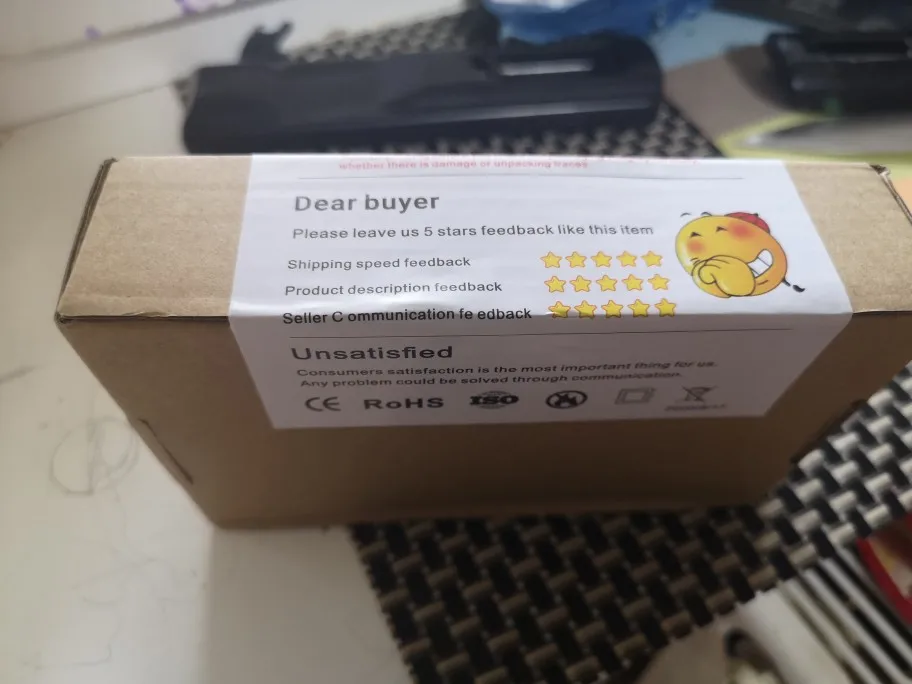 whether there is damage or unpacking traces
Dear buyer
Please leave us 5 stars feedback like this item
Shipping speed feedback
Product description feedback
Seller C ommunication fe edback
Unsatisfied
Consumers satisfaction is the most important thing for us.
Any problem could be solved through communication.
CE RoHS ISO